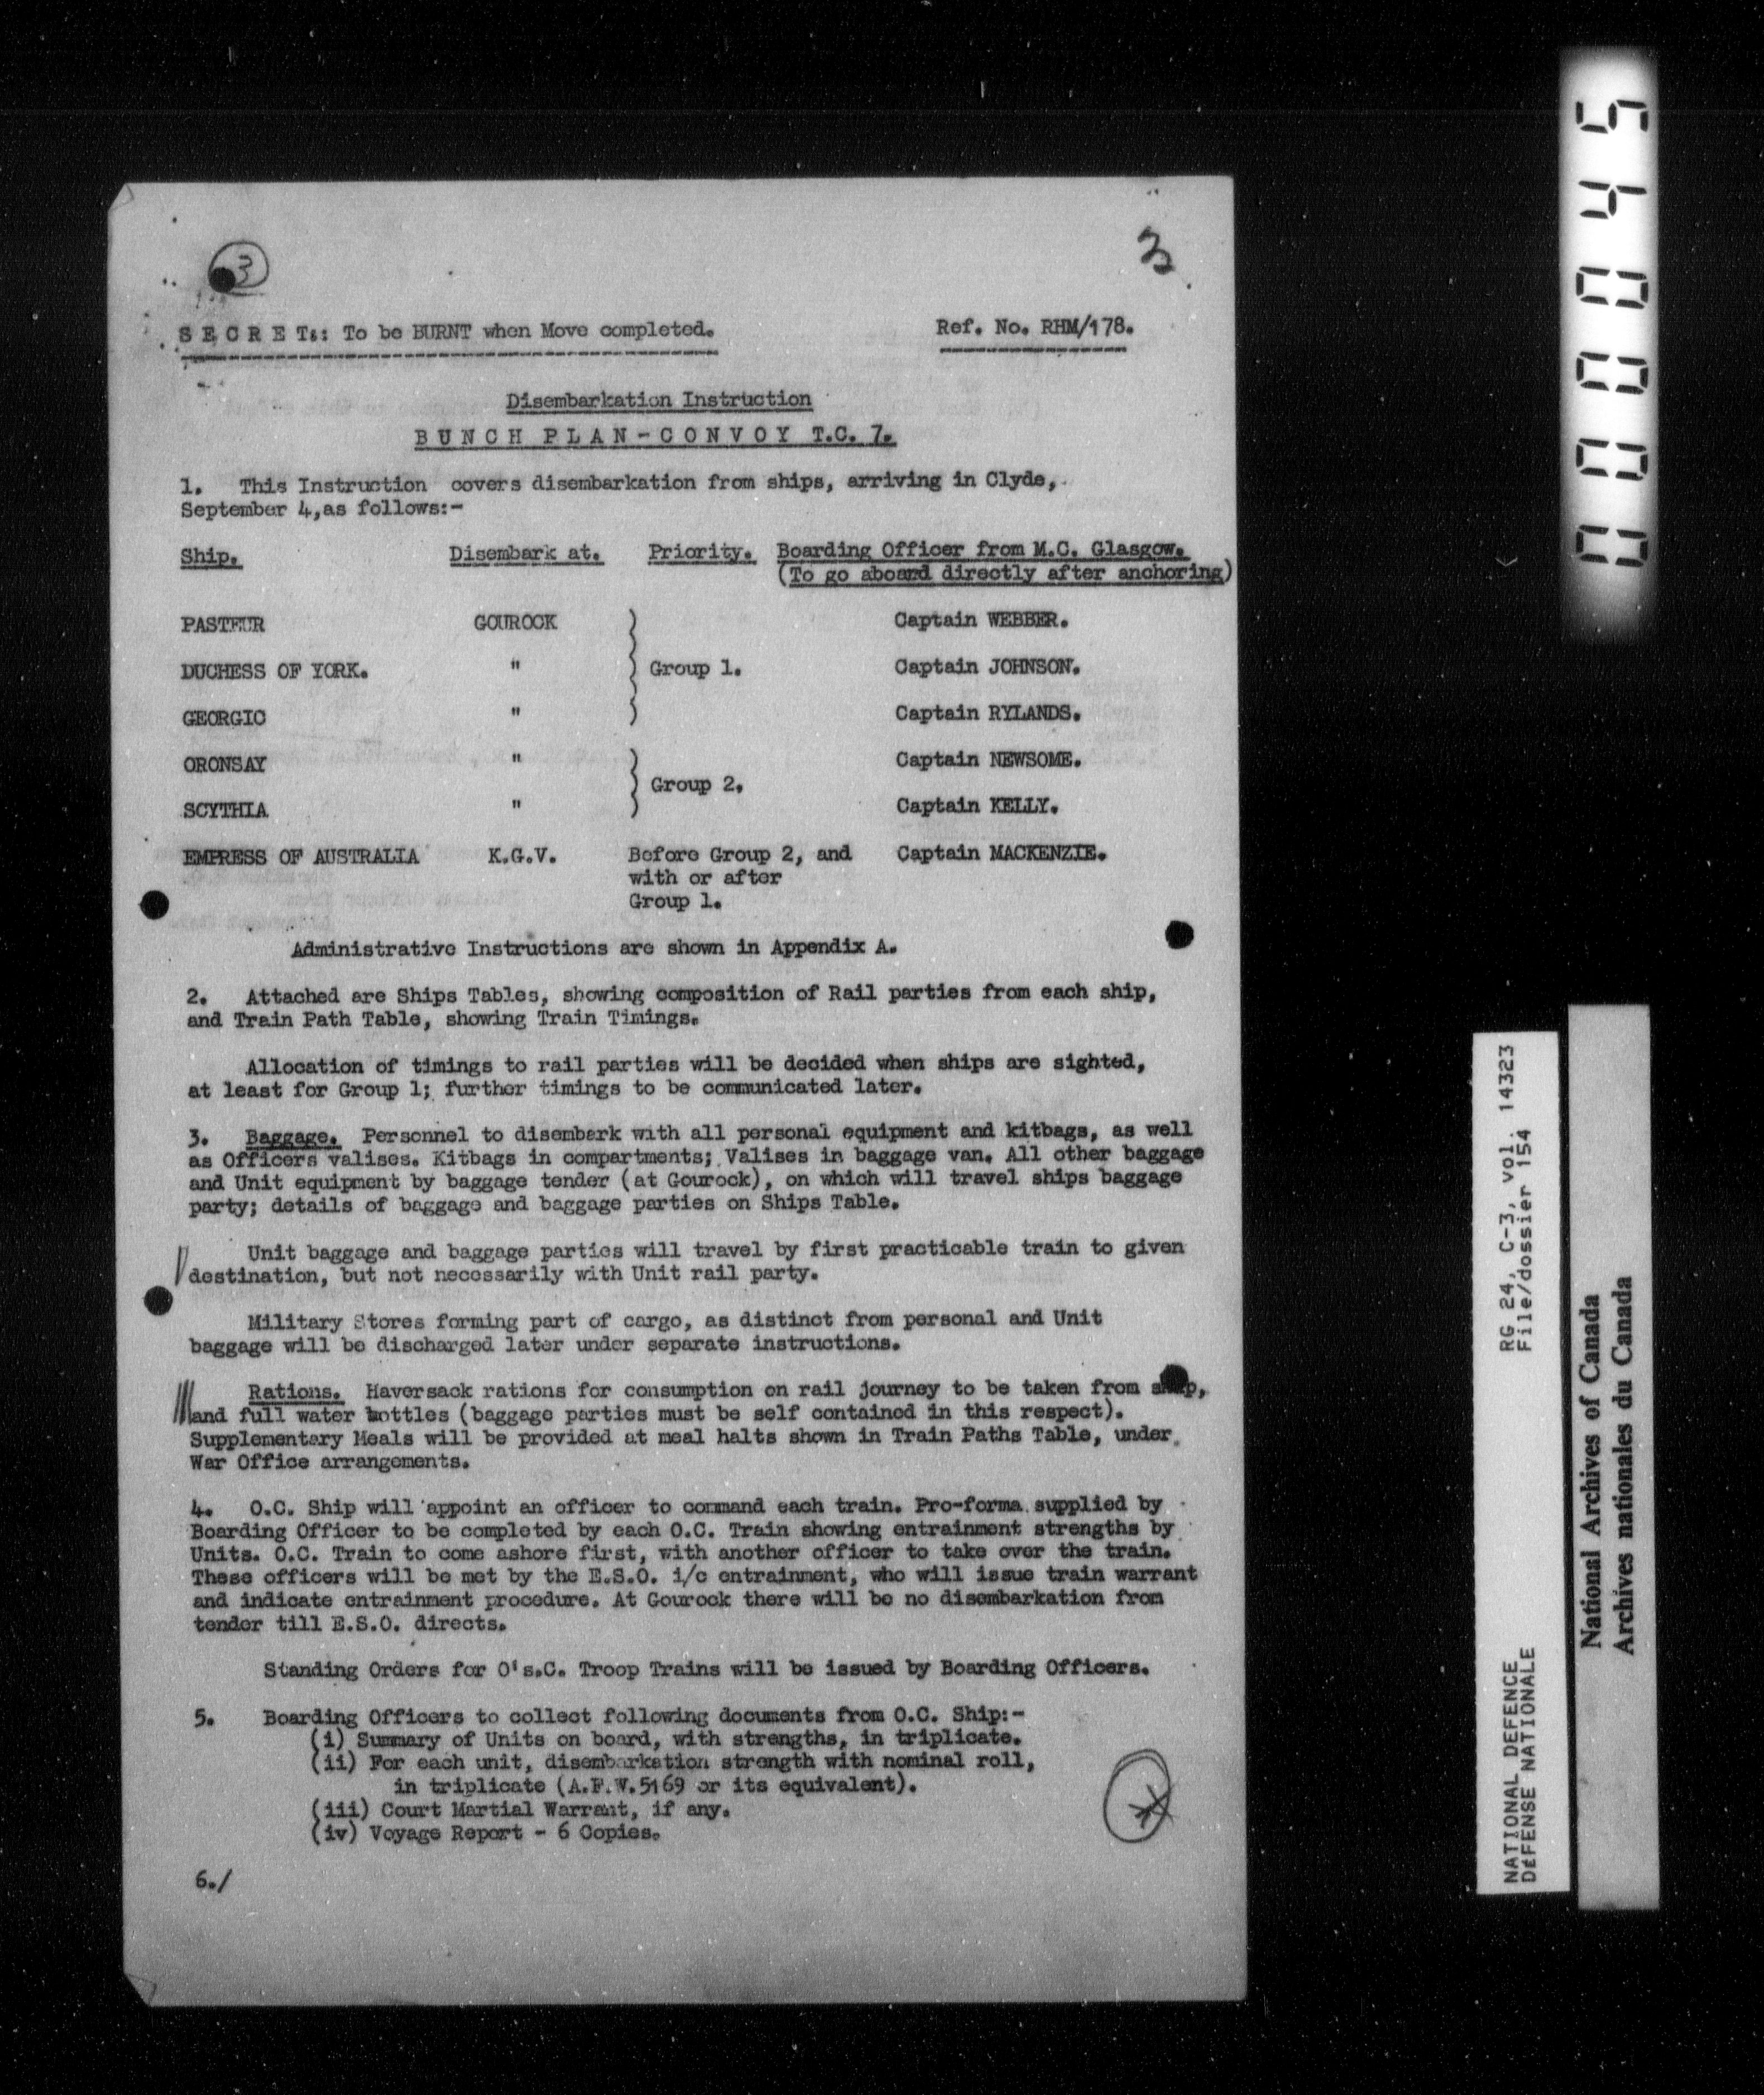 3
3
S E C R E T.: To be BURNT when Move completed. Ref. No. RHM/178.
Disembarkation Instruction
B U N C H P L A N - C O N V O Y T.C. 7.
1. This Instruction covers disembarkation from ships, arriving in Clyde,
September 4,as follows:-
Ship. Disembark at. Priority. Boarding Officer from M.C. Glasgow.
(To go aboard directly after anchoring)
PASTEUR GOUROCK Captain WEBBER.
DUCHESS OF YORK. " Group 1. Captain JOHNSON.
GEORGIC " Captain RYLANDS.
ORONSAY " Captain NEWSOME.
Group 2.
SCYTHIA " Captain KELLY.
EMPRESS OF AUSTRALIA K.G.V. Before Group 2, and Captain MACKENZIE.
with or after
Group 1.
Administrative Instructions are shown in Appendix A.
2. Attached are Ships Tables, showing composition of Rail parties from each ship,
and Train Path Table, showing Train Timings.
Allocation of timings to rail parties will be decided when ships are sighted,
at least for Group 1; further timings to be communicated later.
3. Baggage. Personnel to disembark with all personal equipment and kitbags, as well
as Officers valises. Kitbags in compartments; Valises in baggage van. All other baggage
and Unit equipment by baggage tender (at Gourock), on which will travel ships baggage
party; details of baggage and baggage parties on Ships Table.
Unit baggage and baggage parties will travel by first practicable train to given
destination, but not necessarily with Unit rail party.
Military Stores forming part of cargo, as distinct from personal and Unit
baggage will be discharged later under separate instructions.
Rations. Haversack rations for consumption on rail journey to be taken from ship,
and full water bottles (baggage parties must be self contained in this respect).
Supplementary Meals will be provided at meal halts shown in Train Paths Table, under
War Office arrangements.
4. O.C. Ship will appoint an officer to command each train. Pro-forma supplied by
Boarding Officer to be completed by each O.C. Train showing entrainment strengths by
Units. O.C. Train to come ashore first, with another officer to take over the train.
These officers will be met by the E.S.O. i/c entrainment, who will issue train warrant
and indicate entrainment procedure. At Gourock there will be no disembarkation from
tender till E.S.O. directs.
Standing Orders for O's.C. Troop Trains will be issued by Boarding Officers.
5. Boarding Officers to collect following documents from O.C. Ship:-
(i) Summary of Units on board, with strengths, in triplicate.
(ii) For each unit, disembarkation strength with nominal roll,
in triplicate (A.F.W.5169 or its equivalent).
(iii) Court Martial Warrant, if any.
(iv) Voyage Report - 6 Copies.
6./
000045
NATIONAL DEFENCE RG 24, C-3, vol. 14323
DÉFENSE NATIONALE File/dossier 154
National Archives of Canada
Archives nationales du Canada